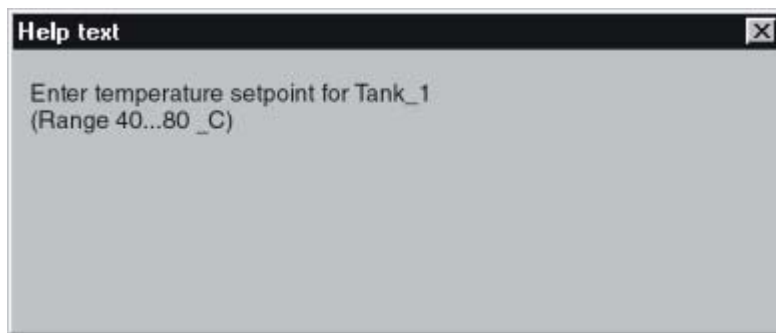 Help text
Enter temperature setpoint for Tank_1
(Range 40...80 _C)